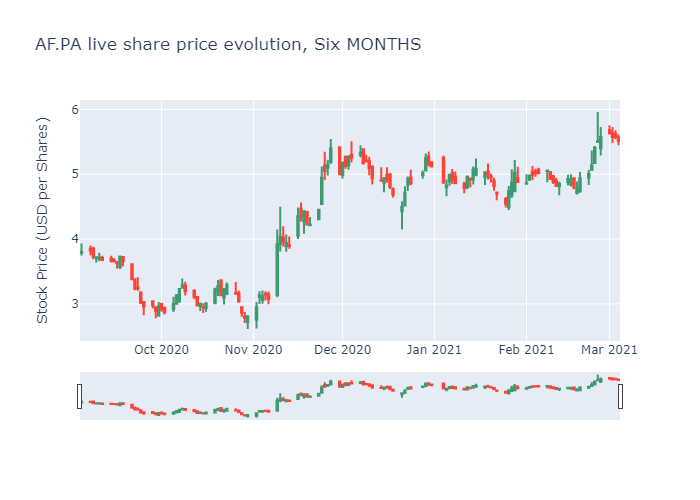 AF.PA live share price evolution, Six MONTHS
Stock Price (USD per Shares)
6
5
4
3
Oct 2020 Nov 2020 Dec 2020 Jan 2021 Feb 2021 Mar 2021